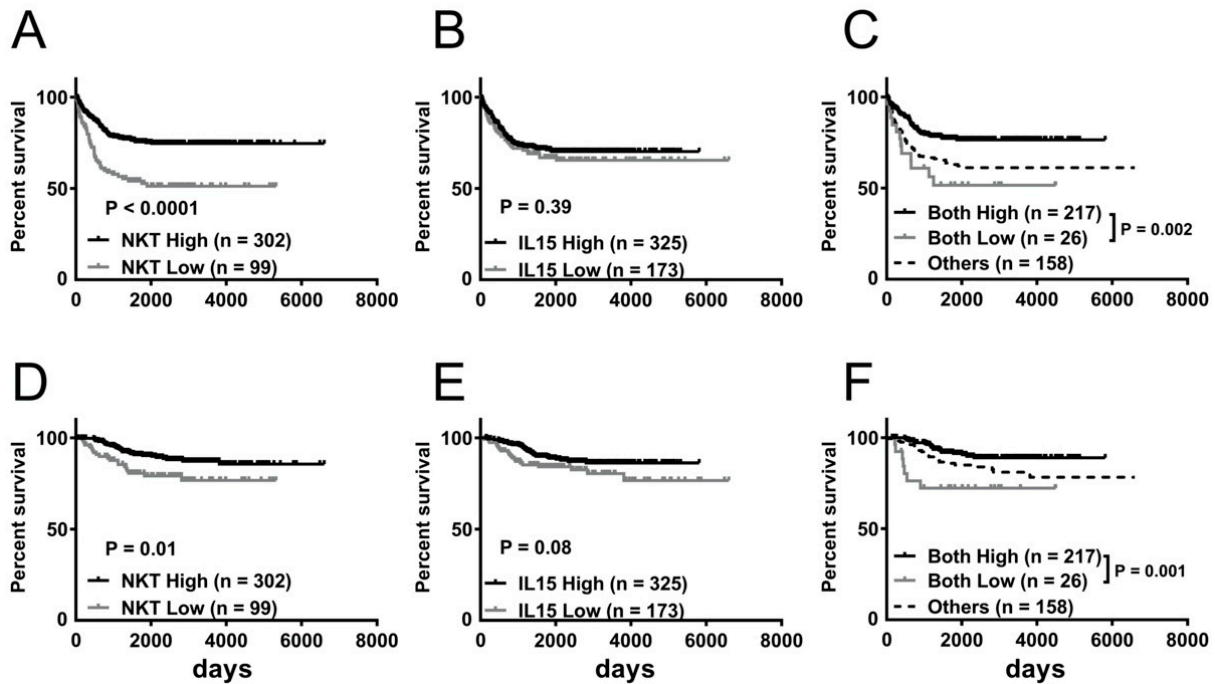 A
Percent survival
100
50
0
P < 0.0001
NKT High (n = 302)
NKT Low (n = 99)
0 2000 4000 6000 8000
B
Percent survival
100
50
0
P = 0.39
IL15 High (n = 325)
IL15 Low (n = 173)
0 2000 4000 6000 8000
C
Percent survival
100
50
0
Both High (n = 217)
Both Low (n = 26)
Others (n = 158)
P = 0.002
0 2000 4000 6000 8000
D
Percent survival
100
50
0
P = 0.01
NKT High (n = 302)
NKT Low (n = 99)
0 2000 4000 6000 8000
days
E
Percent survival
100
50
0
P = 0.08
IL15 High (n = 325)
IL15 Low (n = 173)
0 2000 4000 6000 8000
days
F
Percent survival
100
50
0
Both High (n = 217)
Both Low (n = 26)
Others (n = 158)
P = 0.001
0 2000 4000 6000 8000
days